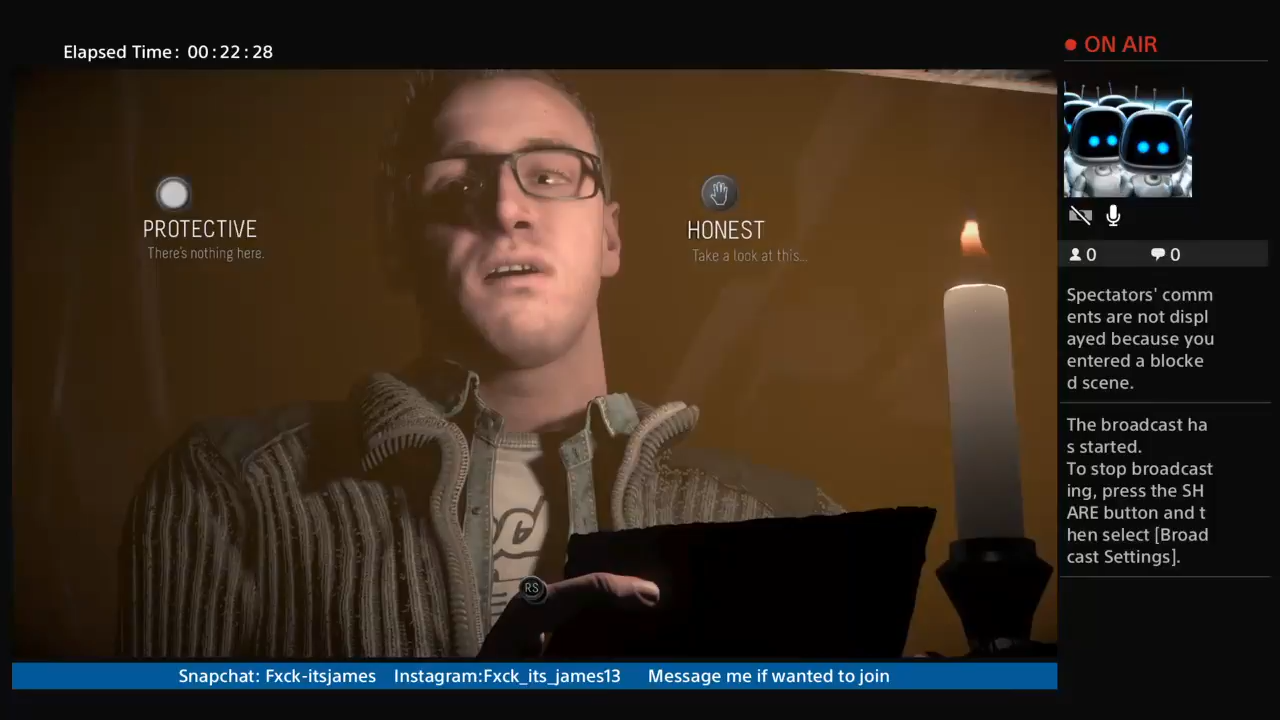 Elapsed Time: 00:22:28
ON AIR
PROTECTIVE
There's nothing here.
HONEST
Take a look at this...
0 0
Spectators' comm
ents are not displ
ayed because you
entered a blocke
d scene.
The broadcast ha
s started.
To stop broadcast
ing, press the SH
ARE button and t
hen select [Broad
cast Settings].
RS
Snapchat: Fxck-itsjames Instagram:Fxck_its_james13 Message me if wanted to join